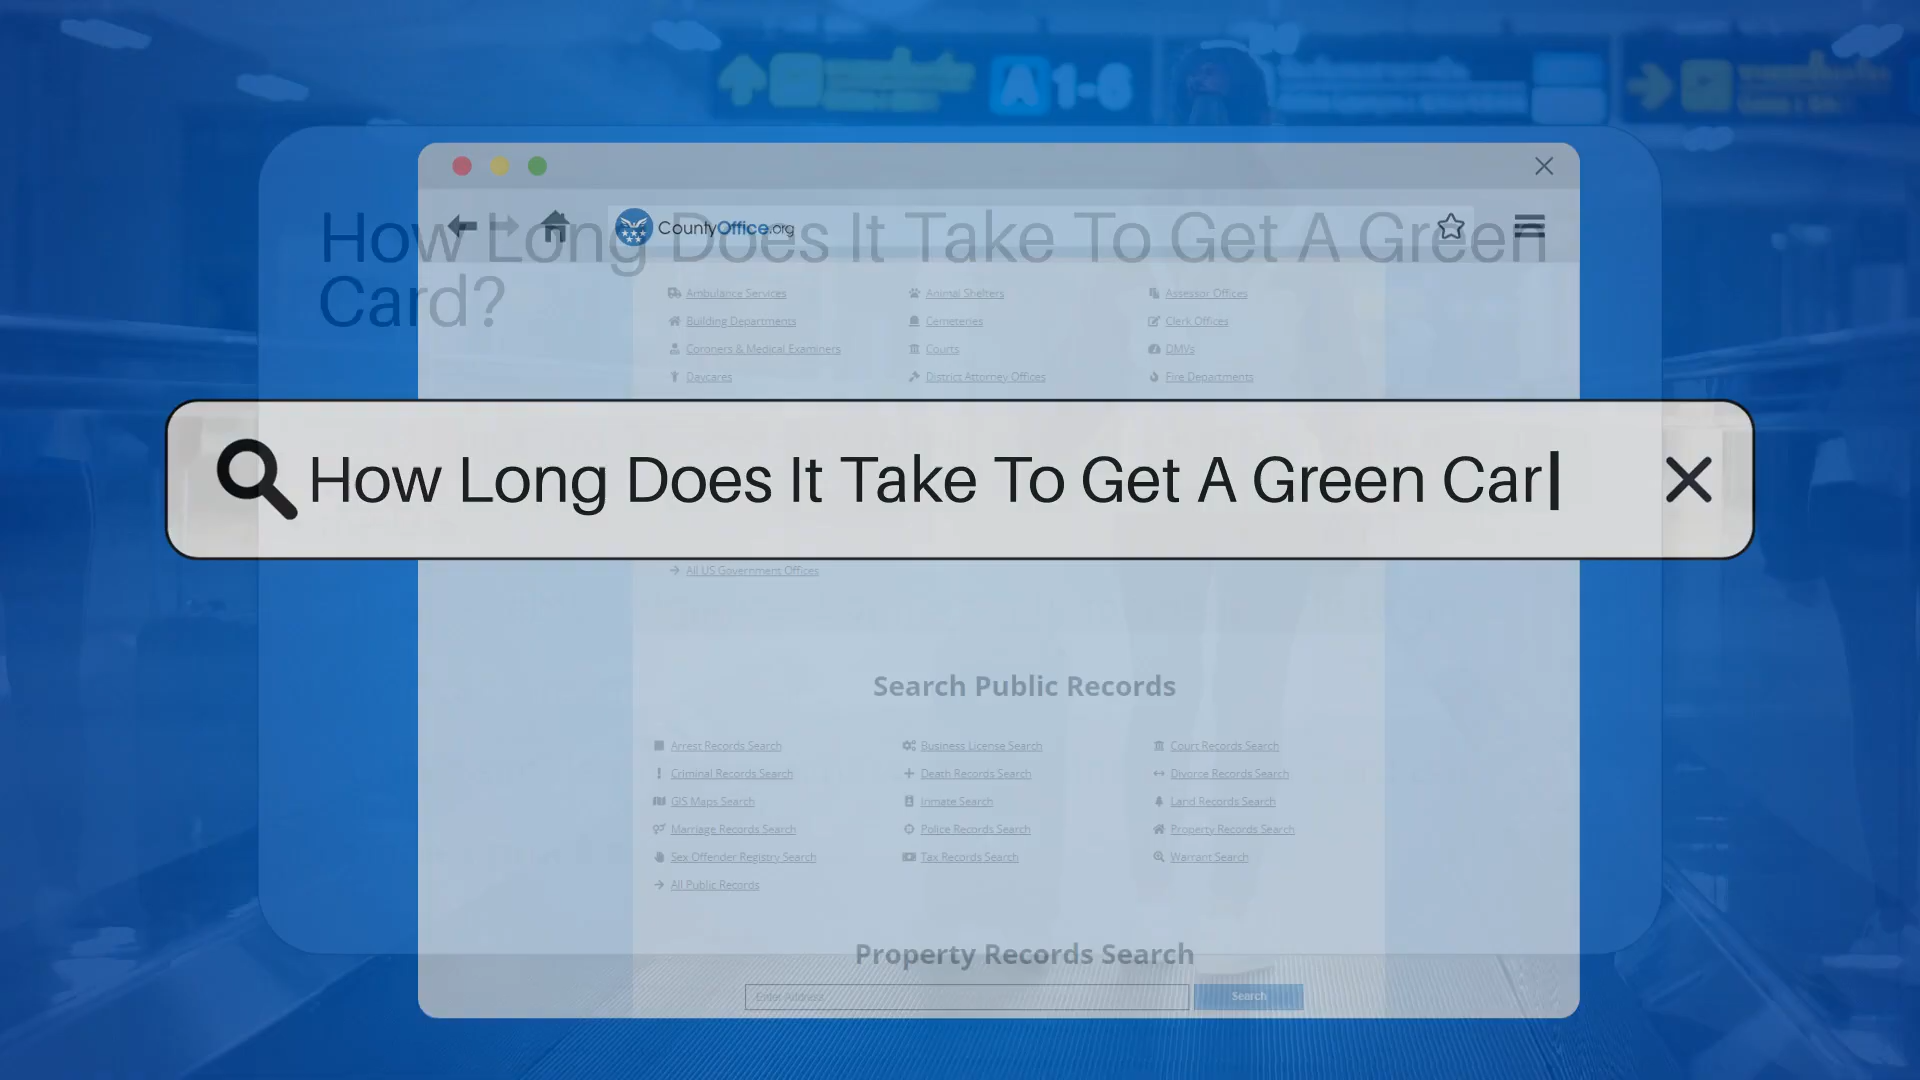 A 1-6
How Long Does It Take To Get A Green
Card?
CountyOffice.org
Ambulance Services
Animal Shelters
Assessor Offices
Building Departments
Cemeteries
Clerk Offices
Coroners & Medical Examiners
Courts
DMVs
Daycares
District Attorney Offices
Fire Departments
How Long Does It Take To Get A Green Car
All US Government Offices
Search Public Records
Arrest Records Search
Business License Search
Court Records Search
Criminal Records Search
Death Records Search
Divorce Records Search
GIS Maps Search
Inmate Search
Land Records Search
Marriage Records Search
Police Records Search
Property Records Search
Sex Offender Registry Search
Tax Records Search
Warrant Search
All Public Records
Property Records Search
Enter Address
Search